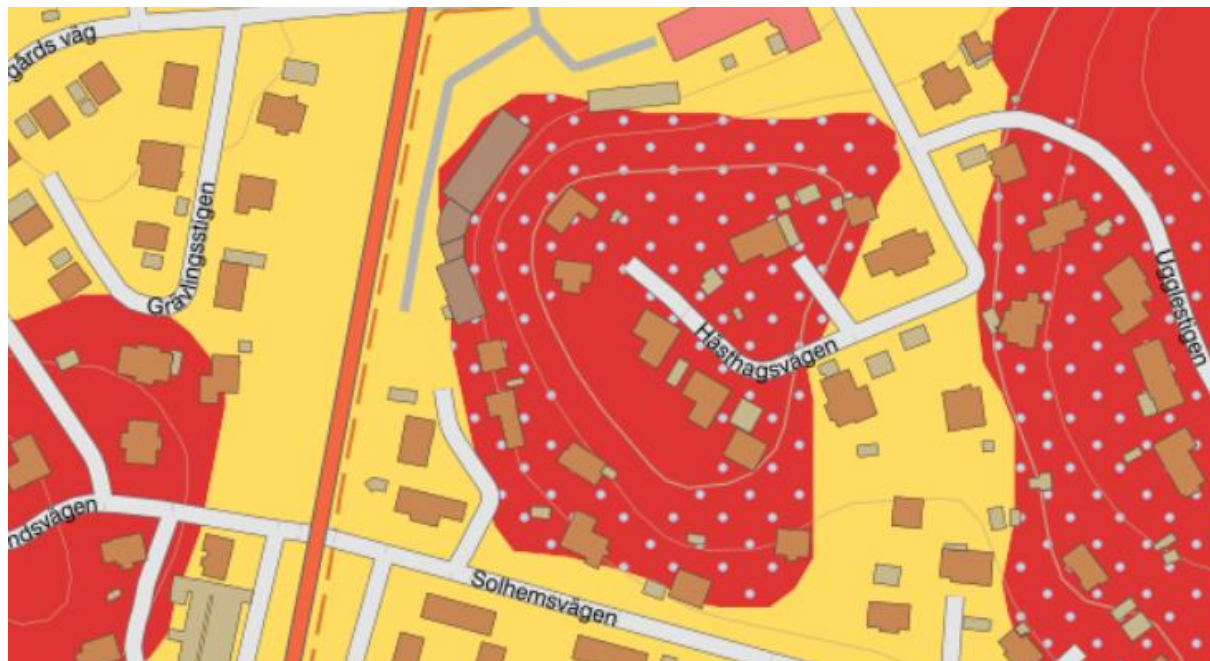 gårds väg
Grävlingsstigen
Hästhagsvägen
Ugglestigen
ndsvägen
Solhemsvägen